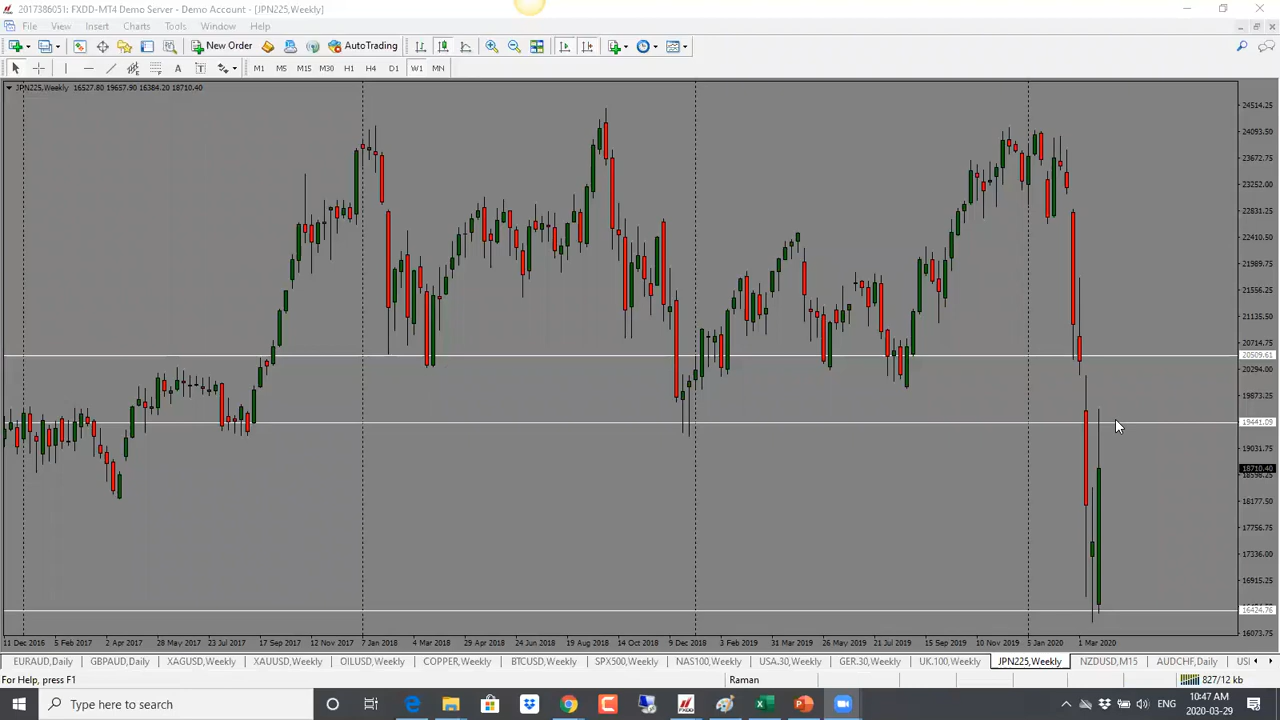 2017386051: FXDD-MT4 Demo Server - Demo Account - [JPN225,Weekly]
File View Insert Charts Tools Window Help
New Order AutoTrading
M1 M5 M15 M30 H1 H4 D1 W1 MN
JPN225,Weekly 16527.80 19657.90 16384.20 18710.40
24514.25
24093.50
23672.75
23252.00
22831.25
22410.50
21989.75
21556.25
21135.50
20714.75
20509.61
20294.00
19873.25
19441.09
19031.75
18710.40
18177.50
17756.75
17336.00
16915.25
16424.76
16073.75
11 Dec 2016 5 Feb 2017 2 Apr 2017 28 May 2017 23 Jul 2017 17 Sep 2017 12 Nov 2017 7 Jan 2018 4 Mar 2018 29 Apr 2018 24 Jun 2018 19 Aug 2018 14 Oct 2018 9 Dec 2018 3 Feb 2019 31 Mar 2019 26 May 2019 21 Jul 2019 15 Sep 2019 10 Nov 2019 5 Jan 2020 1 Mar 2020
EURAUD,Daily GBPAUD,Daily XAGUSD,Weekly XAUUSD,Weekly OILUSD,Weekly COPPER,Weekly BTCUSD,Weekly SPX500,Weekly NAS100,Weekly USA.30,Weekly GER.30,Weekly UK.100,Weekly JPN225,Weekly NZDUSD,M15 AUDCHF,Daily
For Help, press F1 Raman 827/12 kb
Type here to search
ENG
10:47 AM
2020-03-29